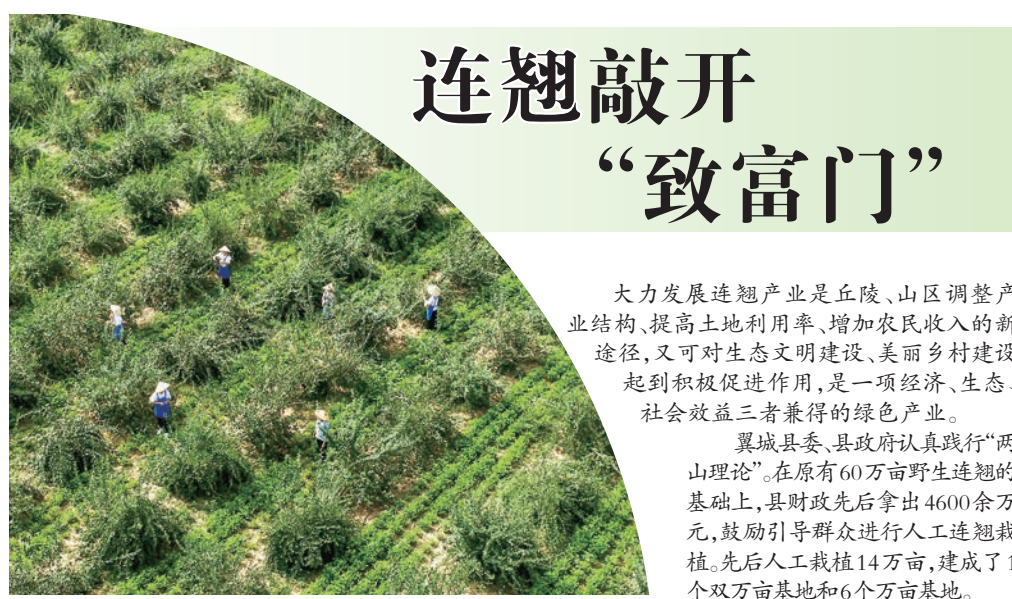 连翘敲开
“致富门”
大力发展连翘产业是丘陵、山区调整产
业结构、提高土地利用率、增加农民收入的新
途径，又可对生态文明建设、美丽乡村建设
起到积极促进作用，是一项经济、生态、
社会效益三者兼得的绿色产业。
翼城县委、县政府认真践行“两
山理论”。在原有60万亩野生连翘的
基础上，县财政先后拿出4600余万
元，鼓励引导群众进行人工连翘栽
植。先后人工栽植14万亩，建成了1
个双万亩基地和6个万亩基地。